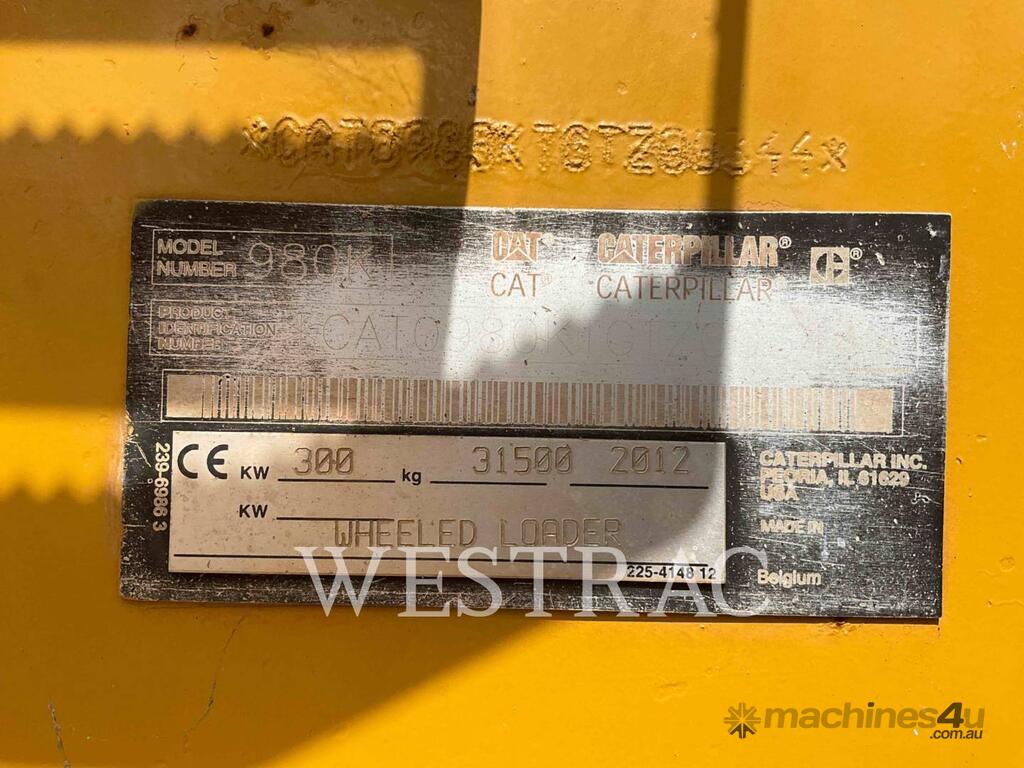 MODEL NUMBER 980K
CAT® CATERPILLAR®
CAT® CATERPILLAR
PRODUCT
IDENTIFICATION
NUMBER
239-6986 3
CE KW 300 kg 31500 2012
KW
WHEELED LOADER
225-4148 12
CATERPILLAR INC.
PEORIA, IL 61629
USA
MADE IN
Belgium
WESTRAC
machines4u
.com.au